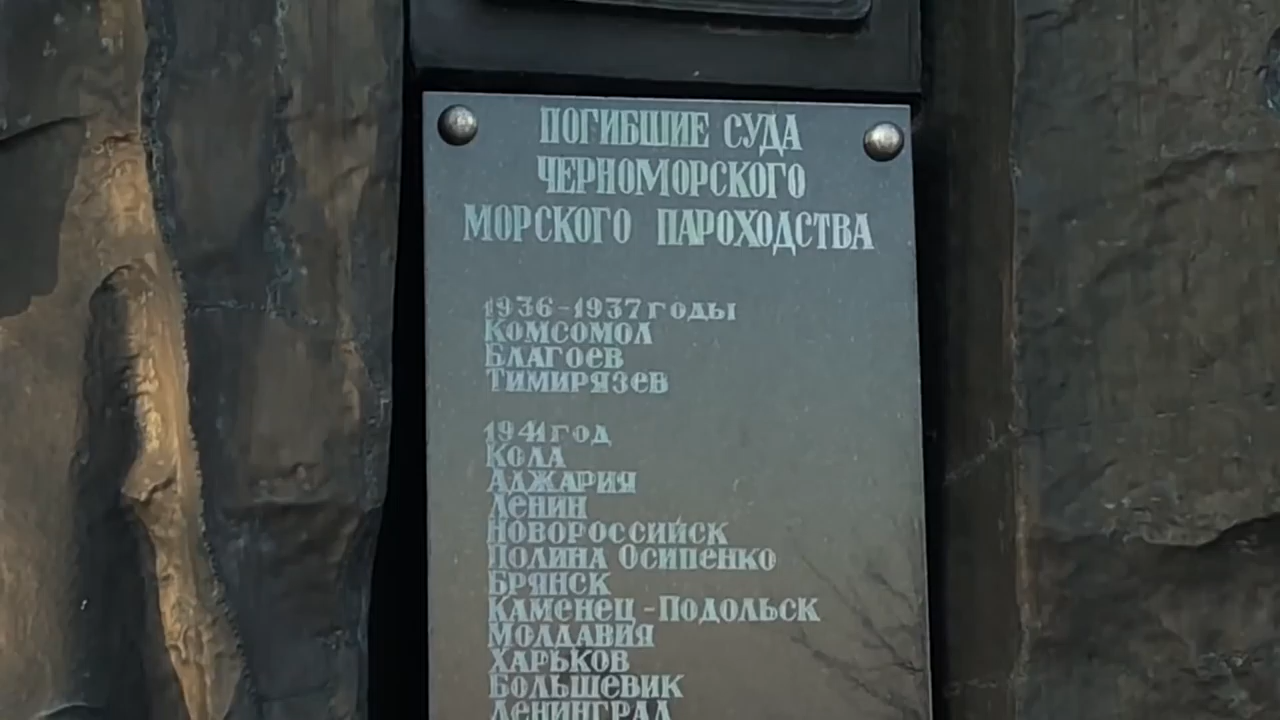 ПОГИБШИЕ СУДА
ЧЕРНОМОРСКОГО
МОРСКОГО ПАРОХОДСТВА
1936-1937 ГОДЫ
КОМСОМОЛ
БЛАГОЕВ
ТИМИРЯЗЕВ
1941 ГОД
КОЛА
АДЖАРИЯ
ЛЕНИН
НОВОРОССИЙСК
ПОЛИНА ОСИПЕНКО
БРЯНСК
КАМЕНЕЦ-ПОДОЛЬСК
МОЛДАВИЯ
ХАРЬКОВ
БОЛЬШЕВИК
ЛЕНИНГРАД